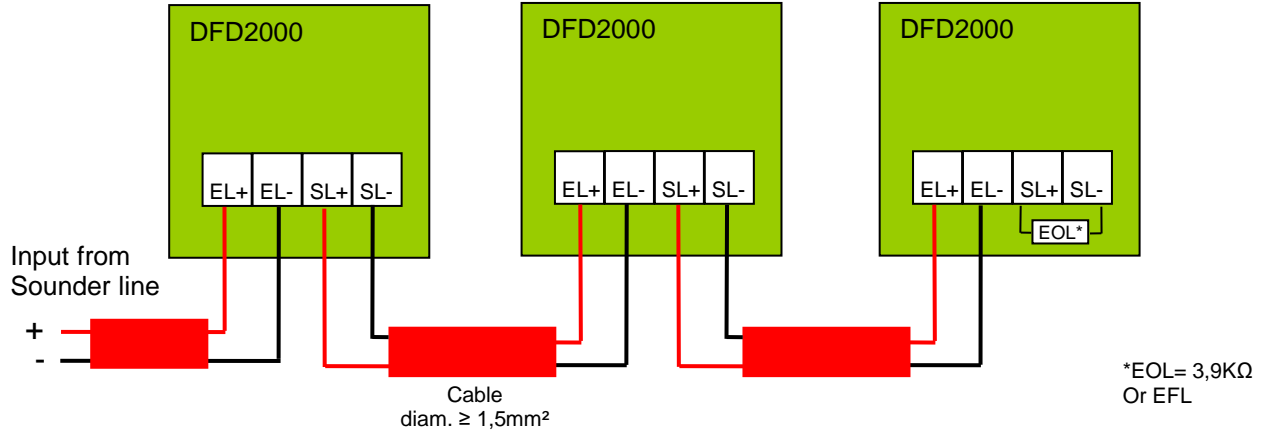 DFD2000
DFD2000
DFD2000
EL+ EL- SL+ SL-
EL+ EL- SL+ SL-
EL+ EL- SL+ SL-
EOL*
Input from
Sounder line
+
-
Cable
diam. ≥ 1,5mm²
*EOL= 3,9KΩ
Or EFL